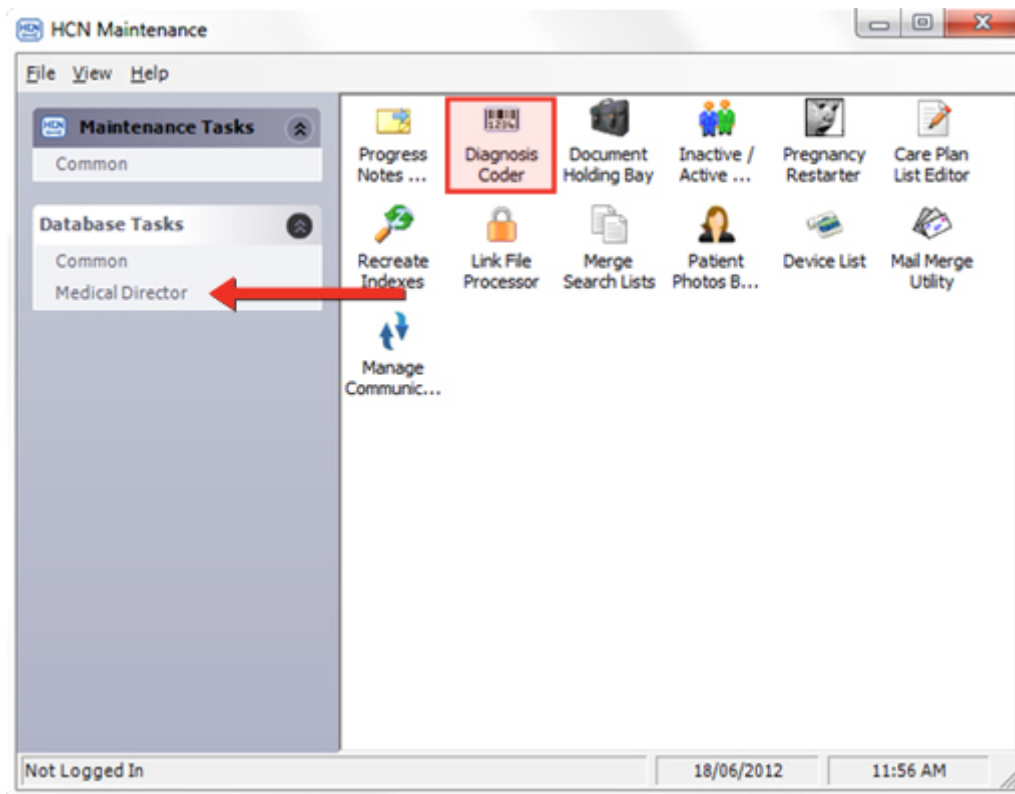 HCN Maintenance
File View Help
Maintenance Tasks
Common
Database Tasks
Common
Medical Director
Progress Notes ...
Diagnosis Coder
Document Holding Bay
Inactive / Active ...
Pregnancy Restarter
Care Plan List Editor
Recreate Indexes
Link File Processor
Merge Search Lists
Patient Photos B...
Device List
Mail Merge Utility
Manage Communic...
Not Logged In
18/06/2012
11:56 AM